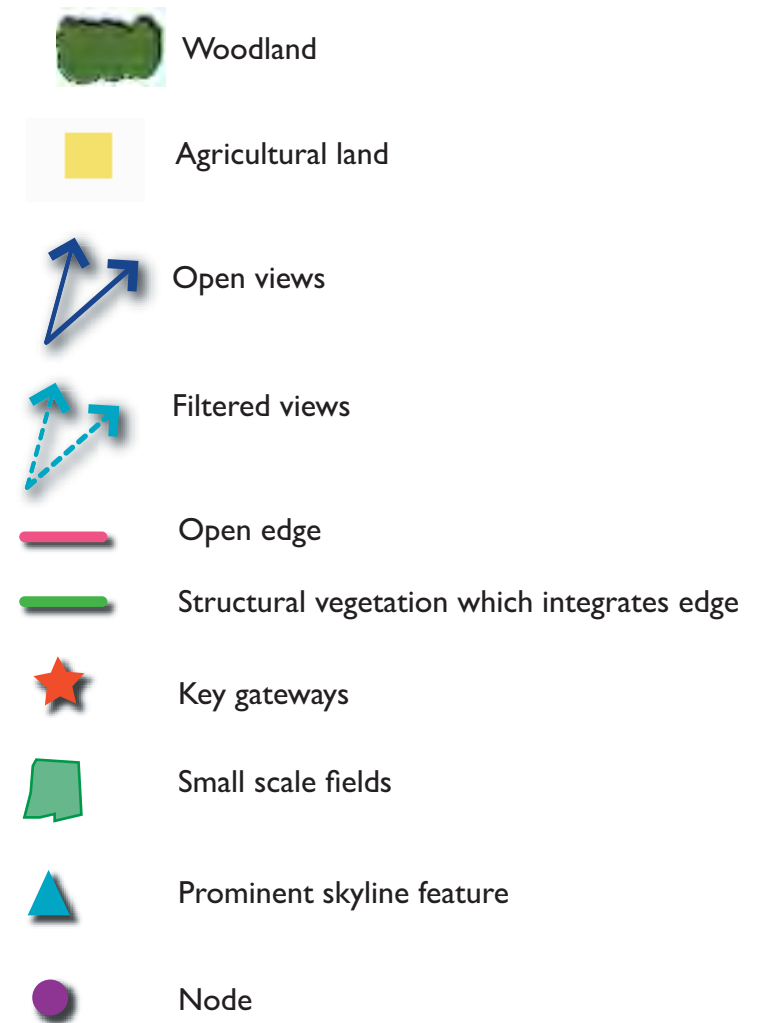 Woodland
Agricultural land
Open views
Filtered views
Open edge
Structural vegetation which integrates edge
Key gateways
Small scale fields
Prominent skyline feature
Node